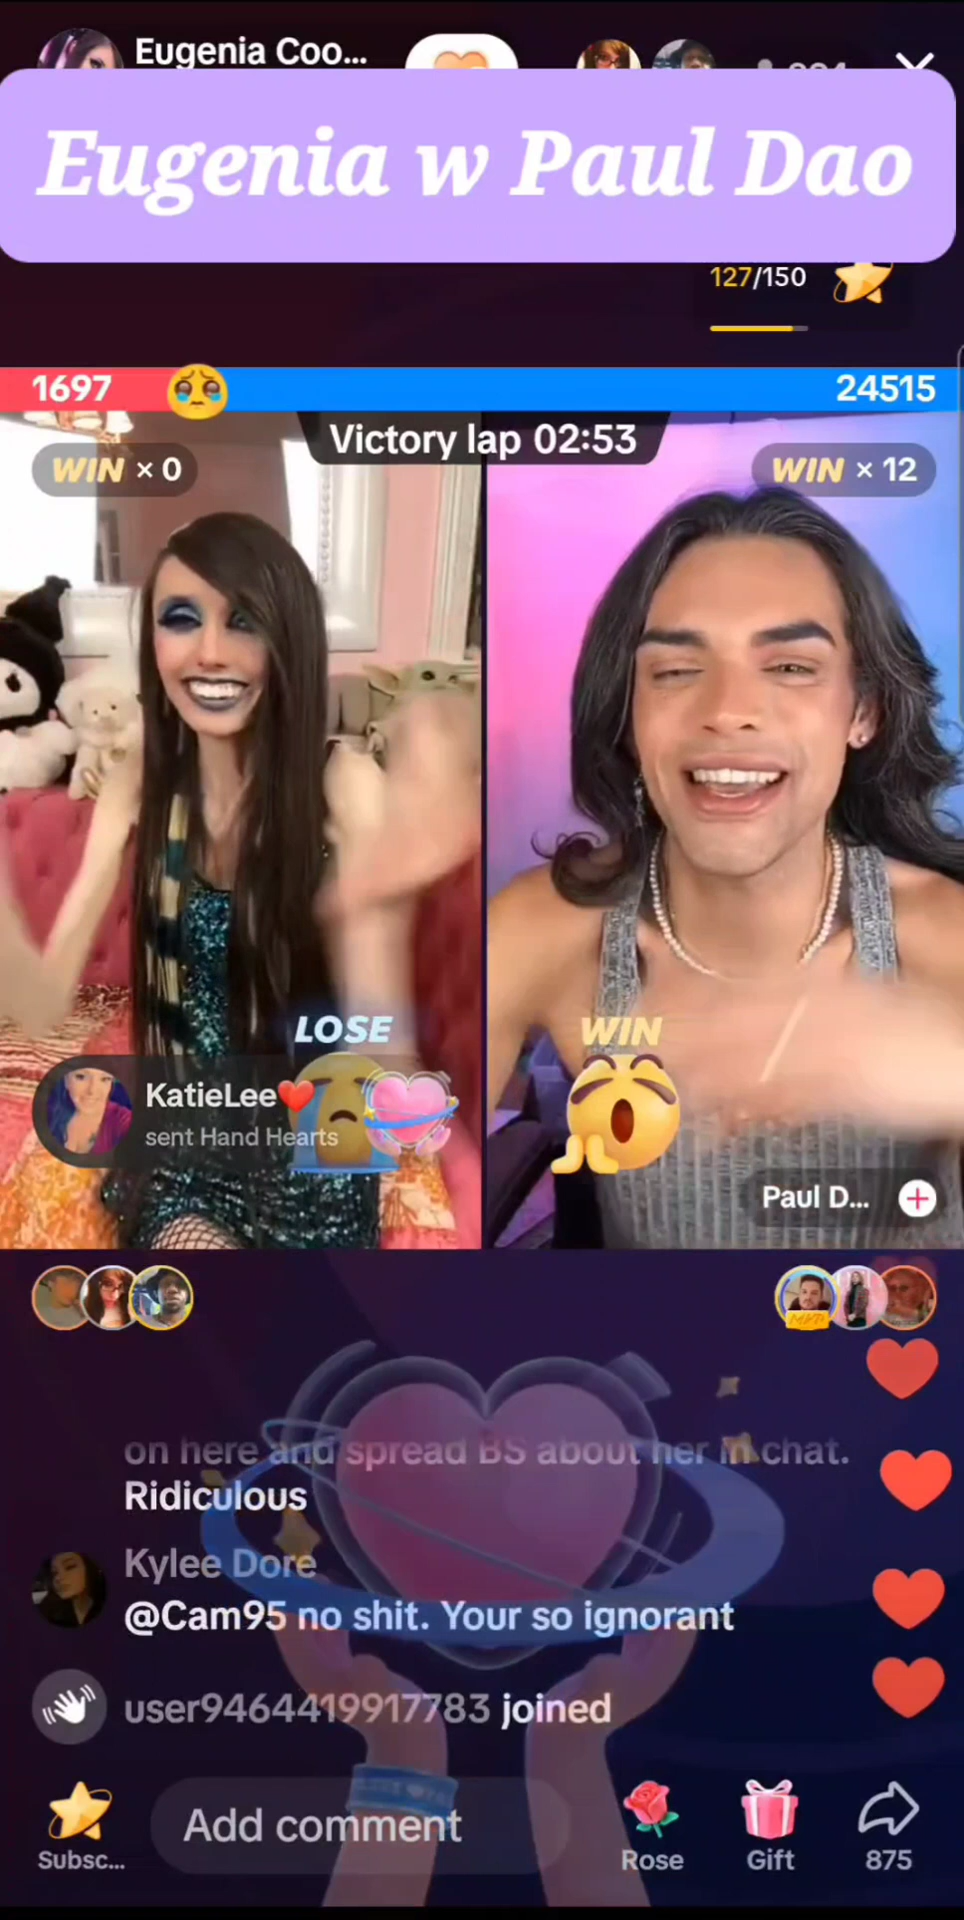 Eugenia Coo...
Eugenia w Paul Dao
127/150
1697
24515
Victory lap 02:53
WIN × 0
WIN × 12
LOSE
WIN
KatieLee❤️
sent Hand Hearts
Paul D...
MVP
on here and spread BS about her in chat.
Ridiculous
Kylee Dore
@Cam95 no shit. Your so ignorant
user9464419917783 joined
Add comment
Subsc...
Rose
Gift
875